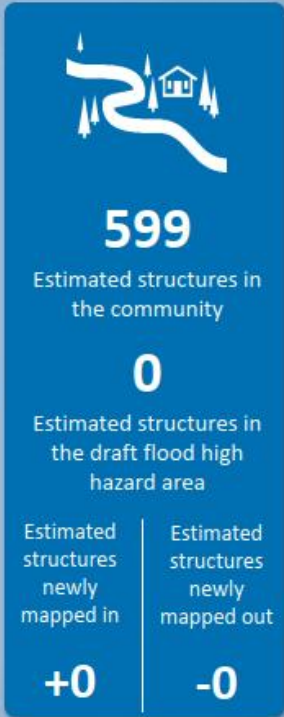 599
Estimated structures in
the community
0
Estimated structures in
the draft flood high
hazard area
Estimated
structures
newly
mapped in
+0
Estimated
structures
newly
mapped out
-0